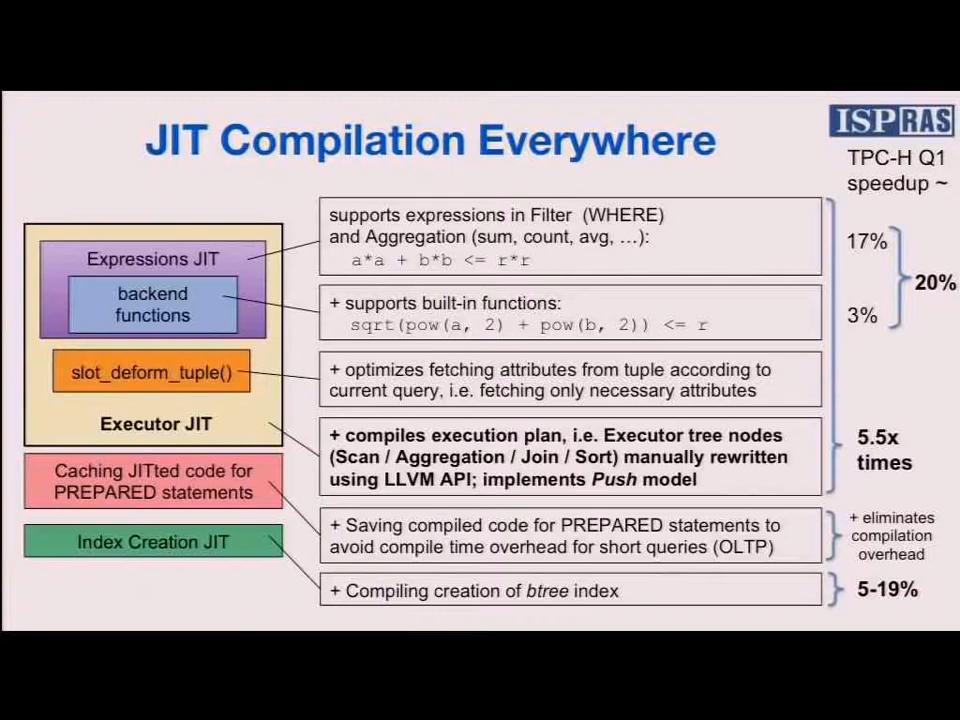 JIT Compilation Everywhere
ISPRAS
TPC-H Q1
speedup ~
Expressions JIT
backend
functions
slot_deform_tuple()
Executor JIT
Caching JITted code for
PREPARED statements
Index Creation JIT
supports expressions in Filter (WHERE)
and Aggregation (sum, count, avg, …):
a*a + b*b <= r*r
+ supports built-in functions:
sqrt(pow(a, 2) + pow(b, 2)) <= r
+ optimizes fetching attributes from tuple according to
current query, i.e. fetching only necessary attributes
+ compiles execution plan, i.e. Executor tree nodes
(Scan / Aggregation / Join / Sort) manually rewritten
using LLVM API; implements Push model
+ Saving compiled code for PREPARED statements to
avoid compile time overhead for short queries (OLTP)
+ Compiling creation of btree index
17%
3%
20%
5.5x
times
+ eliminates
compilation
overhead
5-19%